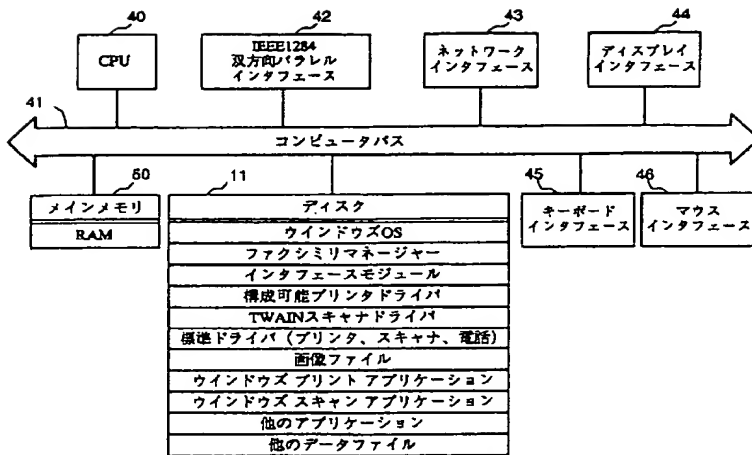 40
42
43
44
CPU
IEEE1284
双方向パラレル
インタフェース
ネットワーク
インタフェース
ディスプレイ
インタフェース
41
コンピュータバス
50
11
45
46
メインメモリ
RAM
ディスク
ウインドウズOS
ファクシミリマネージャー
インタフェースモジュール
構成可能プリンタドライバ
TWAINスキャナドライバ
標準ドライバ(プリンタ、スキャナ、電話)
画像ファイル
ウインドウズ プリント アプリケーション
ウインドウズ スキャン アプリケーション
他のアプリケーション
他のデータファイル
キーボード
インタフェース
マウス
インタフェース